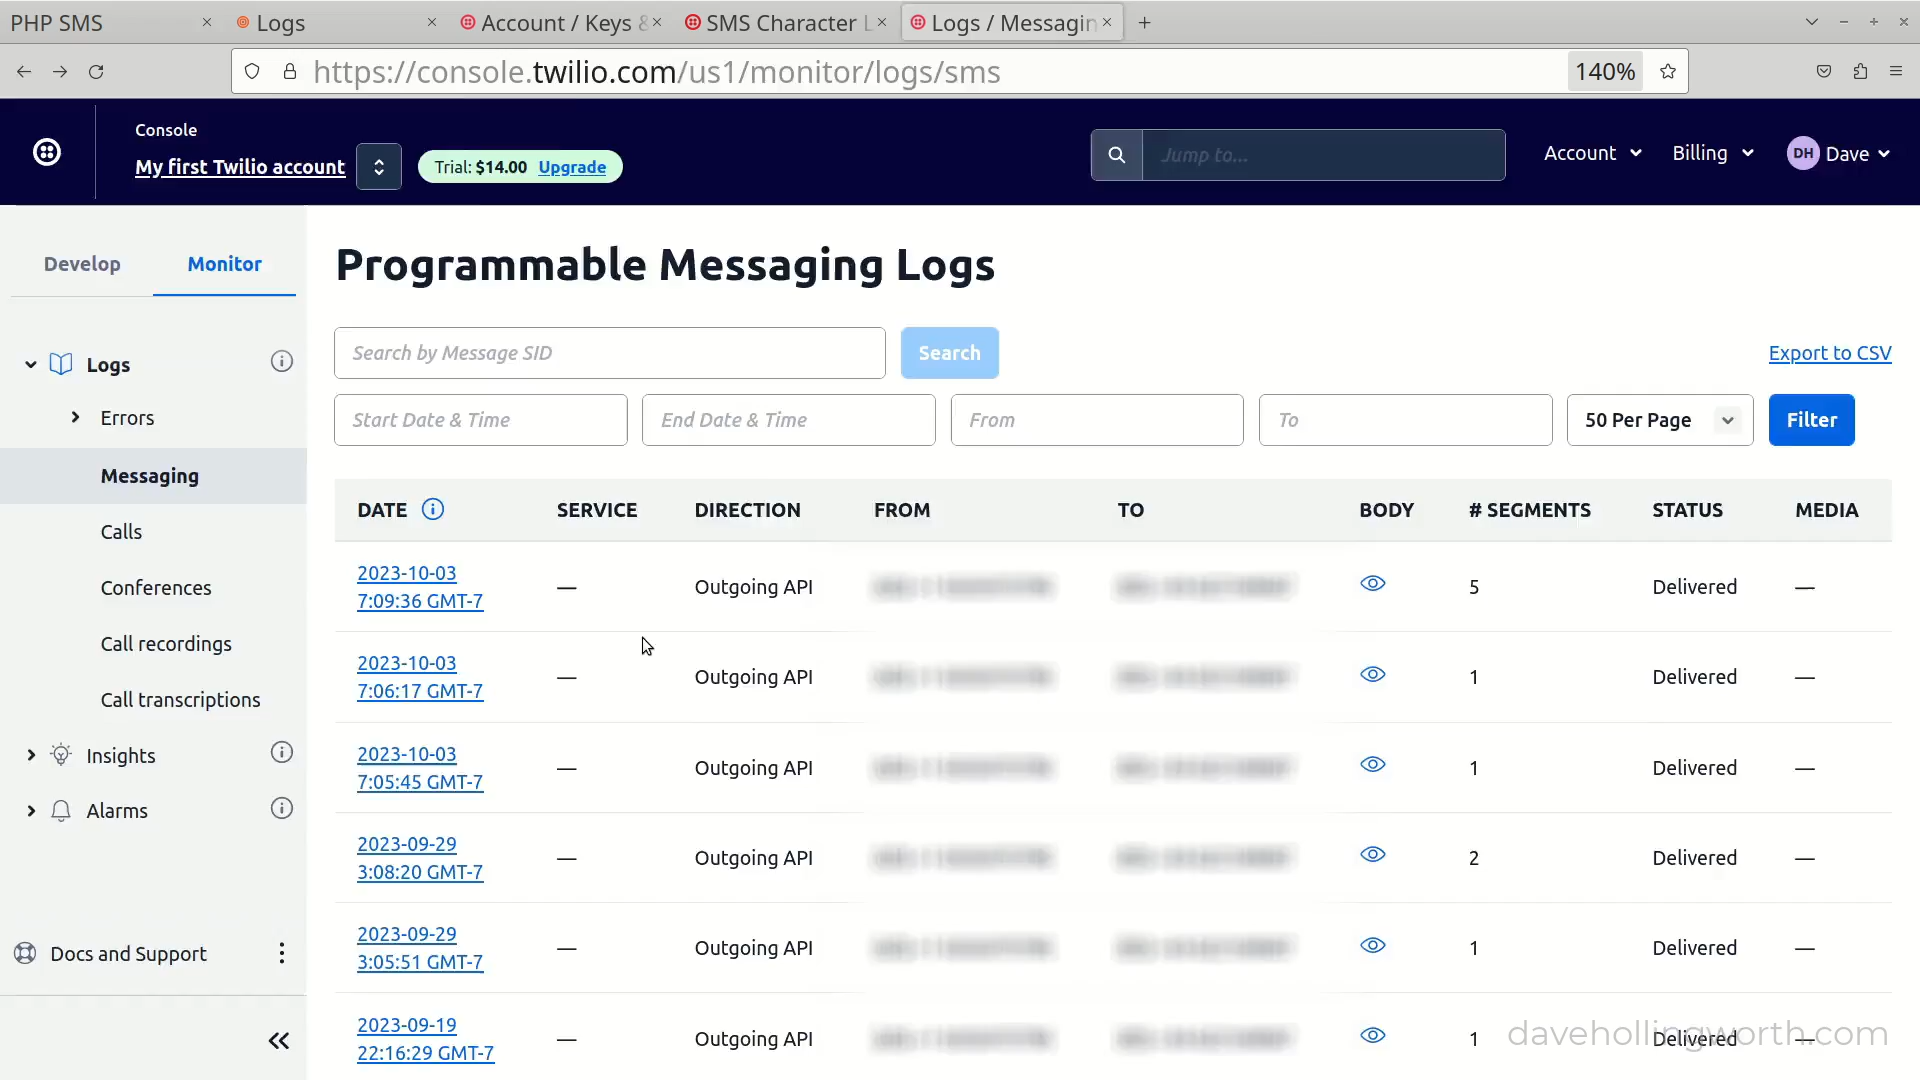 PHP SMS
Logs
Account / Keys &
SMS Character L
Logs / Messagin
https://console.twilio.com/us1/monitor/logs/sms
140%
Console
My first Twilio account
Trial: $14.00 Upgrade
Jump to...
Account
Billing
DH Dave
Develop
Monitor
Logs
Errors
Messaging
Calls
Conferences
Call recordings
Call transcriptions
Insights
Alarms
Docs and Support
Programmable Messaging Logs
Search by Message SID
Search
Export to CSV
Start Date & Time
End Date & Time
From
To
50 Per Page
Filter
DATE SERVICE DIRECTION FROM TO BODY # SEGMENTS STATUS MEDIA
2023-10-03
7:09:36 GMT-7
— Outgoing API 5 Delivered —
2023-10-03
7:06:17 GMT-7
— Outgoing API 1 Delivered —
2023-10-03
7:05:45 GMT-7
— Outgoing API 1 Delivered —
2023-09-29
3:08:20 GMT-7
— Outgoing API 2 Delivered —
2023-09-29
3:05:51 GMT-7
— Outgoing API 1 Delivered —
2023-09-19
22:16:29 GMT-7
— Outgoing API 1 Delivered —
davehollingworth.com